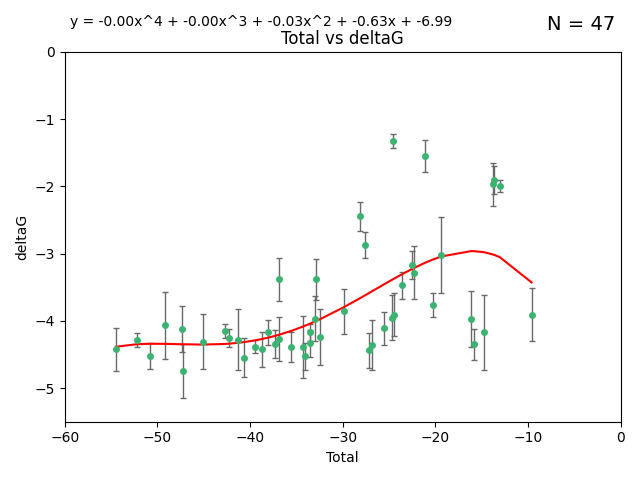 y = -0.00x^4 + -0.00x^3 + -0.03x^2 + -0.63x + -6.99
N = 47
Total vs deltaG
0
−1
−2
−3
−4
−5
deltaG
−60 −50 −40 −30 −20 −10 0
Total